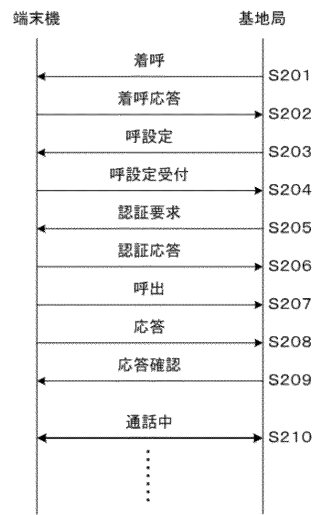 端末機 基地局
着呼 S201
着呼応答 S202
呼設定 S203
呼設定受付 S204
認証要求 S205
認証応答 S206
呼出 S207
応答 S208
応答確認 S209
通話中 S210